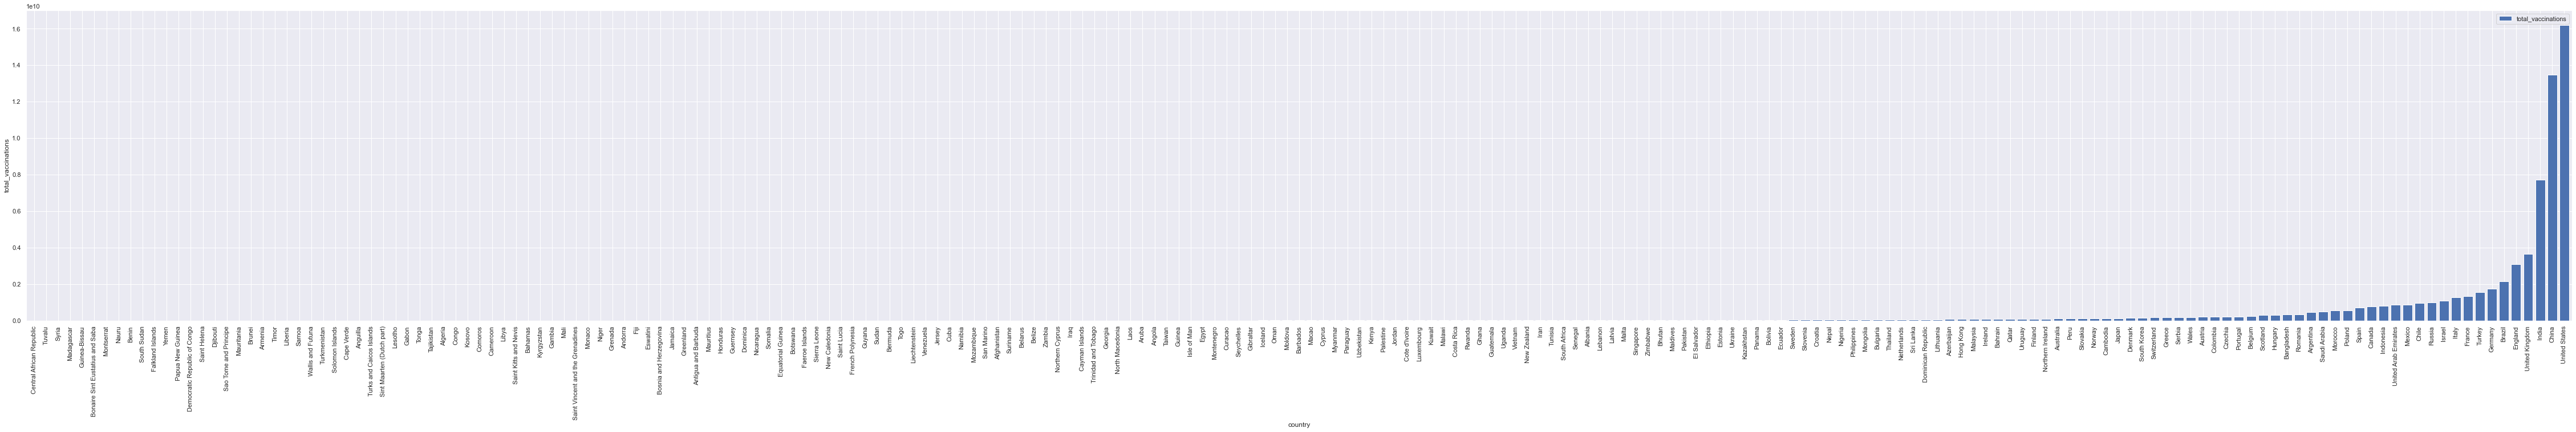 1e10
total_vaccinations
1.6
1.4
1.2
1.0
0.8
0.6
0.4
0.2
0.0
total_vaccinations
Central African Republic
Tuvalu
Syria
Madagascar
Guinea-Bissau
Bonaire Sint Eustatius and Saba
Montserrat
Nauru
Benin
South Sudan
Falkland Islands
Yemen
Papua New Guinea
Democratic Republic of Congo
Saint Helena
Djibouti
Sao Tome and Principe
Mauritania
Brunei
Armenia
Timor
Liberia
Samoa
Wallis and Futuna
Turkmenistan
Solomon Islands
Cape Verde
Anguilla
Turks and Caicos Islands
Sint Maarten (Dutch part)
Lesotho
Gabon
Tonga
Tajikistan
Algeria
Congo
Kosovo
Comoros
Cameroon
Libya
Saint Kitts and Nevis
Bahamas
Kyrgyzstan
Gambia
Mali
Saint Vincent and the Grenadines
Monaco
Niger
Grenada
Andorra
Fiji
Eswatini
Bosnia and Herzegovina
Jamaica
Greenland
Antigua and Barbuda
Mauritius
Honduras
Guernsey
Dominica
Nicaragua
Somalia
Equatorial Guinea
Botswana
Faeroe Islands
Sierra Leone
New Caledonia
Saint Lucia
French Polynesia
Guyana
Sudan
Bermuda
Togo
Liechtenstein
Venezuela
Jersey
Cuba
Namibia
Mozambique
San Marino
Afghanistan
Suriname
Belarus
Belize
Zambia
Northern Cyprus
Iraq
Cayman Islands
Trinidad and Tobago
Georgia
North Macedonia
Laos
Aruba
Angola
Taiwan
Guinea
Isle of Man
Egypt
Montenegro
Curacao
Seychelles
Gibraltar
Iceland
Oman
Moldova
Barbados
Macao
Cyprus
Myanmar
Paraguay
Uzbekistan
Kenya
Palestine
Jordan
Cote d'Ivoire
Luxembourg
Kuwait
Malawi
Costa Rica
Rwanda
Ghana
Guatemala
Uganda
Vietnam
New Zealand
Iran
Tunisia
South Africa
Senegal
Albania
Lebanon
Latvia
Malta
Singapore
Zimbabwe
Bhutan
Maldives
Pakistan
El Salvador
Ethiopia
Estonia
Ukraine
Kazakhstan
Panama
Bolivia
Ecuador
Sweden
Slovenia
Croatia
Nepal
Nigeria
Philippines
Mongolia
Bulgaria
Thailand
Netherlands
Sri Lanka
Dominican Republic
Lithuania
Azerbaijan
Hong Kong
Malaysia
Ireland
Bahrain
Qatar
Uruguay
Finland
Northern Ireland
Australia
Peru
Slovakia
Norway
Cambodia
Japan
Denmark
South Korea
Switzerland
Greece
Serbia
Wales
Austria
Colombia
Czechia
Portugal
Belgium
Scotland
Hungary
Bangladesh
Romania
Argentina
Saudi Arabia
Morocco
Poland
Spain
Canada
Indonesia
United Arab Emirates
Mexico
Chile
Russia
Israel
Italy
France
Turkey
Germany
Brazil
England
United Kingdom
India
China
United States
country